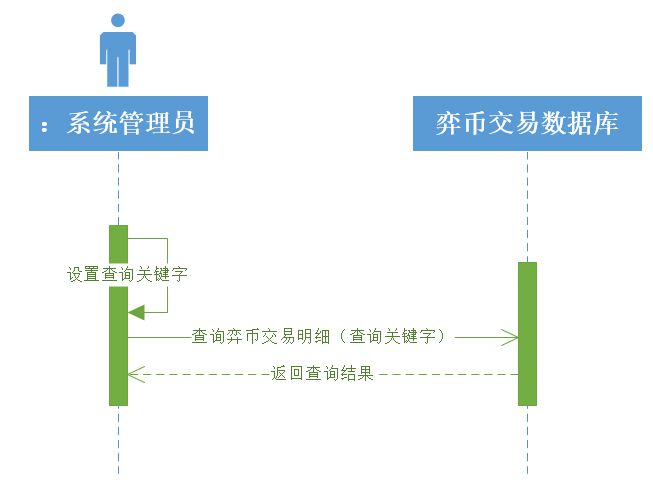 ：系统管理员
弈币交易数据库
设置查询关键字
查询弈币交易明细（查询关键字）
返回查询结果